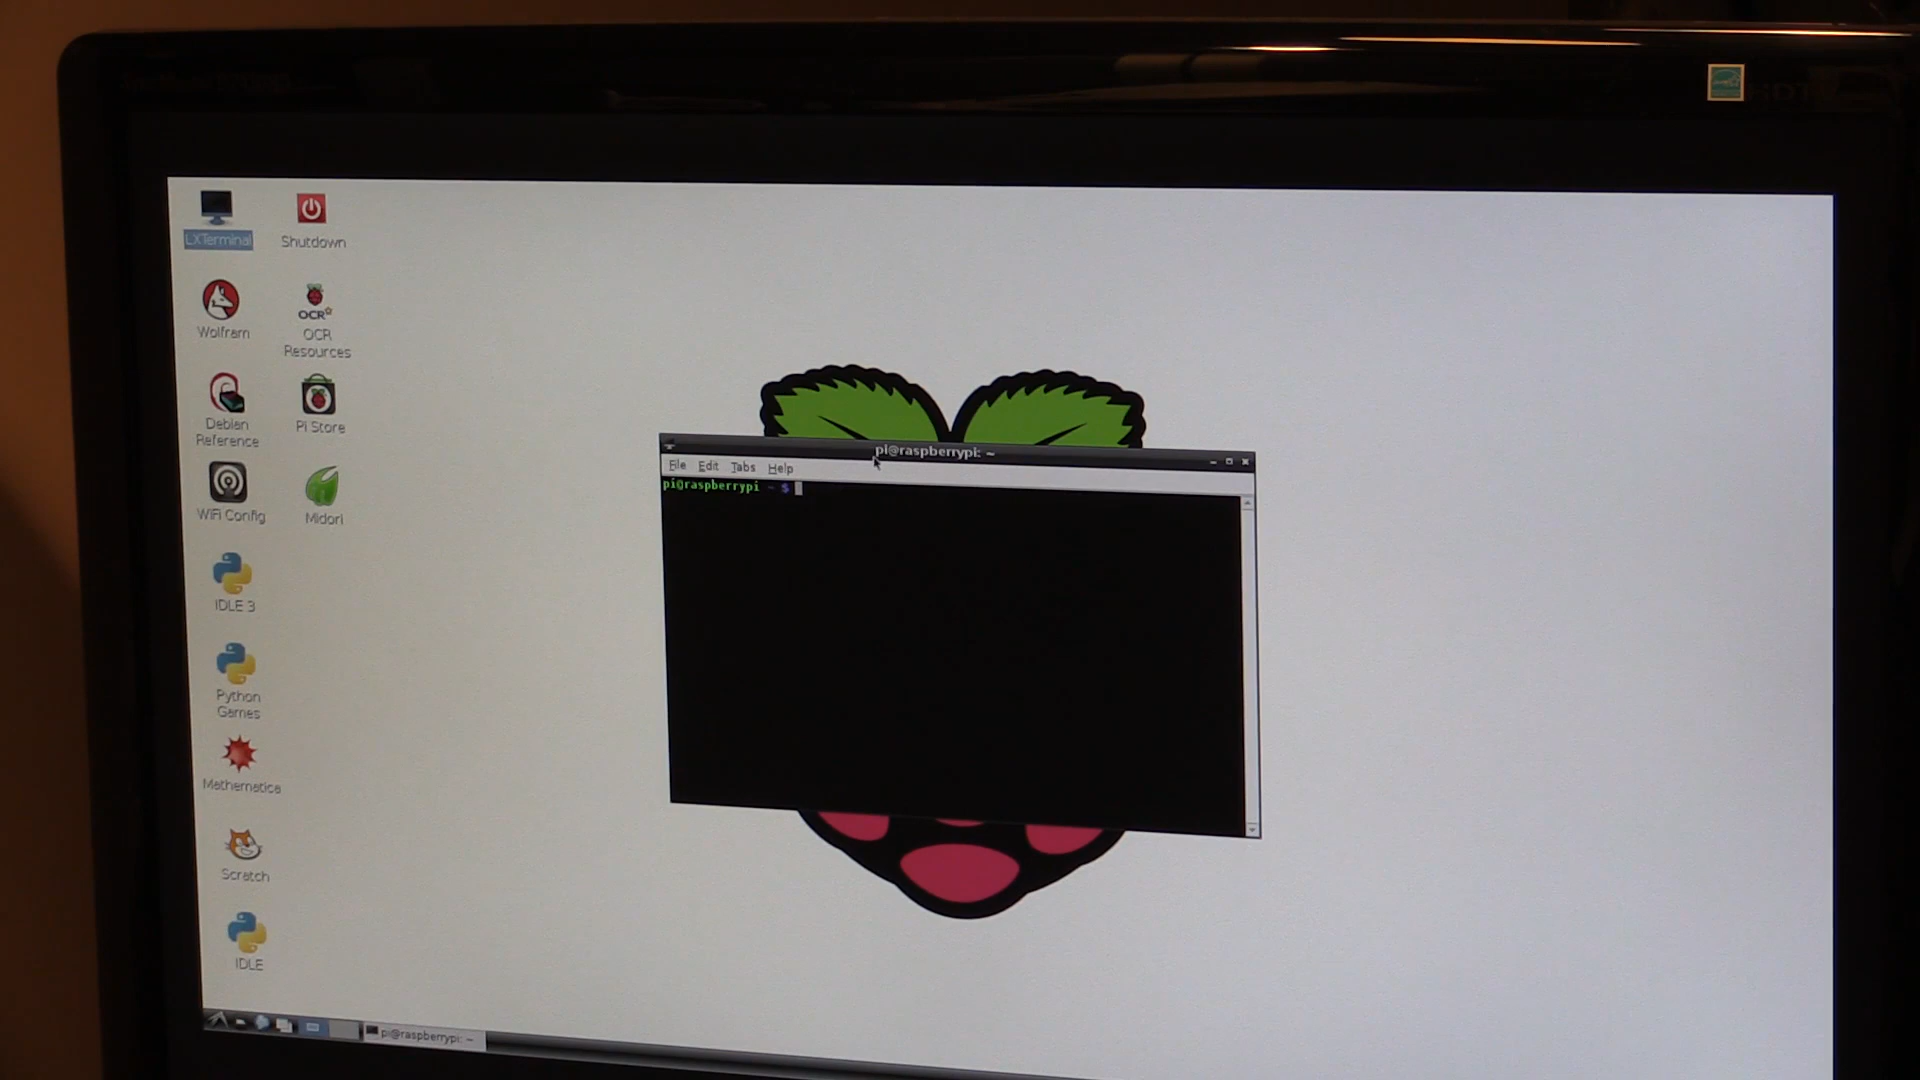 LXTerminal
Shutdown
Wolfram
OCR
OCR
Resources
Debian
Reference
Pi Store
WiFi Config
Midori
IDLE 3
Python
Games
Mathematica
Scratch
IDLE
pi@raspberrypi: ~
File Edit Tabs Help
pi@raspberrypi ~ $
pi@raspberrypi: ~